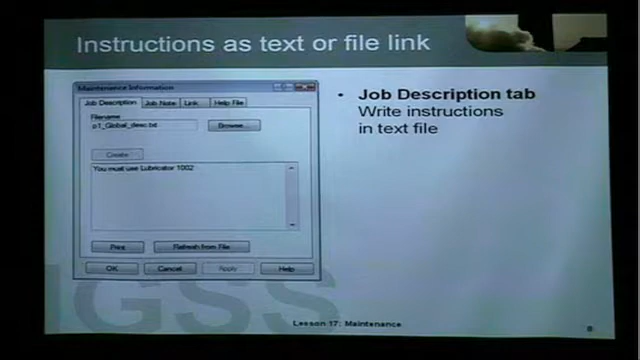 Instructions as text or file link
Maintenance Information
Job Description Job Note Link Help File
Filename
p1_Global_desc.txt Browse...
Create
You must use Lubricator 1002
Print Refresh from File
OK Cancel Apply Help
• Job Description tab
Write instructions
in text file
IGSS
Lesson 17: Maintenance
8